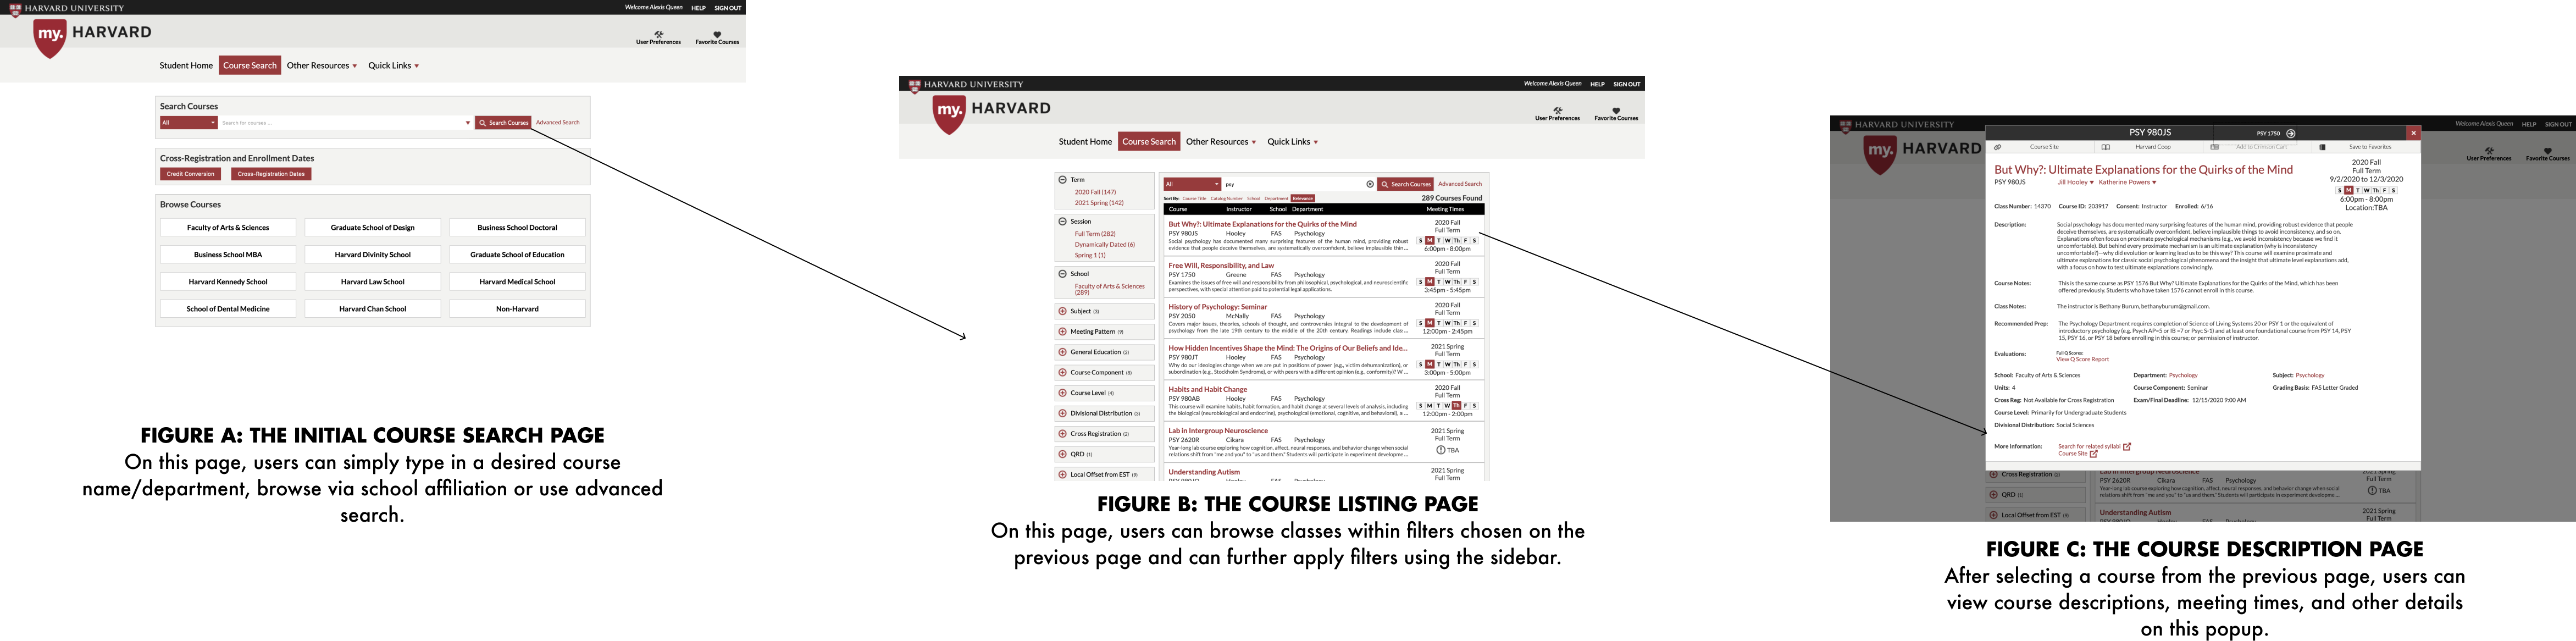 HARVARD UNIVERSITY
Welcome Alexis Queen HELP SIGN OUT
my. HARVARD
User Preferences Favorite Courses
Student Home Course Search Other Resources Quick Links
Search Courses
All Search for courses ... Search Courses Advanced Search
Cross-Registration and Enrollment Dates
Credit Conversion Cross-Registration Dates
Browse Courses
Faculty of Arts & Sciences Graduate School of Design Business School Doctoral
Business School MBA Harvard Divinity School Graduate School of Education
Harvard Kennedy School Harvard Law School Harvard Medical School
School of Dental Medicine Harvard Chan School Non-Harvard
FIGURE A: THE INITIAL COURSE SEARCH PAGE
On this page, users can simply type in a desired course
name/department, browse via school affiliation or use advanced
search.
HARVARD UNIVERSITY
Welcome Alexis Queen HELP SIGN OUT
my. HARVARD
User Preferences Favorite Courses
Student Home Course Search Other Resources Quick Links
Term
2020 Fall (147)
2021 Spring (142)
Session
Full Term (282)
Dynamically Dated (6)
Spring 1 (1)
School
Faculty of Arts & Sciences
(289)
Subject (3)
Meeting Pattern (9)
General Education (2)
Course Component (8)
Course Level (4)
Divisional Distribution (3)
Cross Registration (2)
QRD (1)
Local Offset from EST (9)
All psy Search Courses Advanced Search
Sort By: Course Title Catalog Number School Department Relevance 289 Courses Found
Course Instructor School Department Meeting Times
But Why?: Ultimate Explanations for the Quirks of the Mind
PSY 980JS Hooley FAS Psychology
Social psychology has documented many surprising features of the human mind, providing robust
evidence that people deceive themselves, are systematically overconfident, believe implausible thin ...
2020 Fall
Full Term
S M T W Th F S
6:00pm - 8:00pm
Free Will, Responsibility, and Law
PSY 1750 Greene FAS Psychology
Examines the issues of free will and responsibility from philosophical, psychological, and neuroscientific
perspectives, with special attention paid to potential legal applications.
2020 Fall
Full Term
S M T W Th F S
3:45pm - 5:45pm
History of Psychology: Seminar
PSY 2050 McNally FAS Psychology
Covers major issues, theories, schools of thought, and controversies integral to the development of
psychology from the late 19th century to the middle of the 20th century. Readings include clas ...
2020 Fall
Full Term
S M T W Th F S
12:00pm - 2:45pm
How Hidden Incentives Shape the Mind: The Origins of Our Beliefs and Ide...
PSY 980JT Hooley FAS Psychology
Why do our ideologies change when we are put in positions of power (e.g., victim dehumanization), or
subordination (e.g., Stockholm Syndrome), or with peers with a different opinion (e.g., conformity)? W ...
2021 Spring
Full Term
S M T W Th F S
3:00pm - 5:00pm
Habits and Habit Change
PSY 980AB Hooley FAS Psychology
This course will examine habits, habit formation, and habit change at several levels of analysis, including
the biological (neurobiological and endocrine), psychological (emotional, cognitive, and behavioral), a ...
2020 Fall
Full Term
S M T W Th F S
12:00pm - 2:00pm
Lab in Intergroup Neuroscience
PSY 2620R Cikara FAS Psychology
Year-long lab course exploring how cognition, affect, neural responses, and behavior change when social
relations shift from "me and you" to "us and them." Students will participate in experiment developme ...
2021 Spring
Full Term
TBA
Understanding Autism
2021 Spring
Full Term
FIGURE B: THE COURSE LISTING PAGE
On this page, users can browse classes within filters chosen on the
previous page and can further apply filters using the sidebar.
HARVARD UNIVERSITY
Welcome Alexis Queen HELP SIGN OUT
my. HARVARD
User Preferences Favorite Courses
PSY 980JS PSY 1750
Course Site Harvard Coop Add to Crimson Cart Save to Favorites
But Why?: Ultimate Explanations for the Quirks of the Mind
PSY 980JS Jill Hooley Katherine Powers
2020 Fall
Full Term
9/2/2020 to 12/3/2020
S M T W Th F S
6:00pm - 8:00pm
Location:TBA
Class Number: 14370 Course ID: 203917 Consent: Instructor Enrolled: 6/16
Description: Social psychology has documented many surprising features of the human mind, providing robust evidence that people
deceive themselves, are systematically overconfident, believe implausible things to avoid inconsistency, and so on.
Explanations often focus on proximate psychological mechanisms (e.g., we avoid inconsistency because we find it
uncomfortable). But behind every proximate mechanism is an ultimate explanation (why is inconsistency
uncomfortable?)—why did evolution or learning lead us to be this way? This course will examine proximate and
ultimate explanations for classic social psychological phenomena and the insight that ultimate level explanations add,
with a focus on how to test ultimate explanations convincingly.
Course Notes: This is the same course as PSY 1576 But Why? Ultimate Explanations for the Quirks of the Mind, which has been
offered previously. Students who have taken 1576 cannot enroll in this course.
Class Notes: The instructor is Bethany Burum, bethanyburum@gmail.com.
Recommended Prep: The Psychology Department requires completion of Science of Living Systems 20 or PSY 1 or the equivalent of
introductory psychology (e.g. Psych AP=5 or IB =7 or Psyc S-1) and at least one foundational course from PSY 14, PSY
15, PSY 16, or PSY 18 before enrolling in this course; or permission of instructor.
Evaluations: Full Q Scores:
View Q Score Report
School: Faculty of Arts & Sciences Department: Psychology Subject: Psychology
Units: 4 Course Component: Seminar Grading Basis: FAS Letter Graded
Cross Reg: Not Available for Cross Registration Exam/Final Deadline: 12/15/2020 9:00 AM
Course Level: Primarily for Undergraduate Students
Divisional Distribution: Social Sciences
More Information: Search for related syllabi
Course Site
Cross Registration (2)
QRD (1)
Local Offset from EST (9)
Lab in Intergroup Neuroscience
PSY 2620R Cikara FAS Psychology
Year-long lab course exploring how cognition, affect, neural responses, and behavior change when social
relations shift from "me and you" to "us and them." Students will participate in experiment developme ...
2021 Spring
Full Term
TBA
Understanding Autism
2021 Spring
Full Term
FIGURE C: THE COURSE DESCRIPTION PAGE
After selecting a course from the previous page, users can
view course descriptions, meeting times, and other details
on this popup.